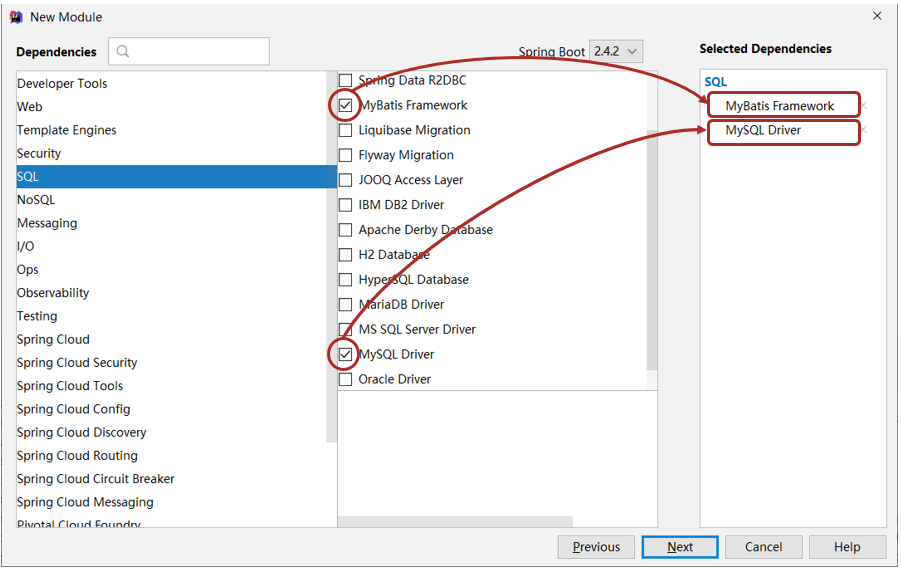 New Module
Dependencies
Spring Boot 2.4.2
Selected Dependencies
Developer Tools
Web
Template Engines
Security
SQL
NoSQL
Messaging
I/O
Ops
Observability
Testing
Spring Cloud
Spring Cloud Security
Spring Cloud Tools
Spring Cloud Config
Spring Cloud Discovery
Spring Cloud Routing
Spring Cloud Circuit Breaker
Spring Cloud Messaging
Pivotal Cloud Foundry
Spring Data R2DBC
MyBatis Framework
Liquibase Migration
Flyway Migration
JOOQ Access Layer
IBM DB2 Driver
Apache Derby Database
H2 Database
HyperSQL Database
MariaDB Driver
MS SQL Server Driver
MySQL Driver
Oracle Driver
SQL
MyBatis Framework
MySQL Driver
Previous
Next
Cancel
Help